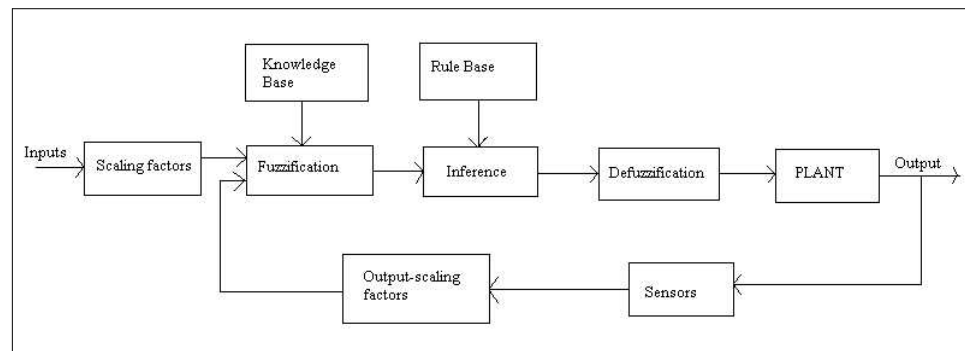 Knowledge
Base
Rule Base
Inputs
Scaling factors
Fuzzification
Inference
Defuzzification
PLANT
Output
Output-scaling
factors
Sensors